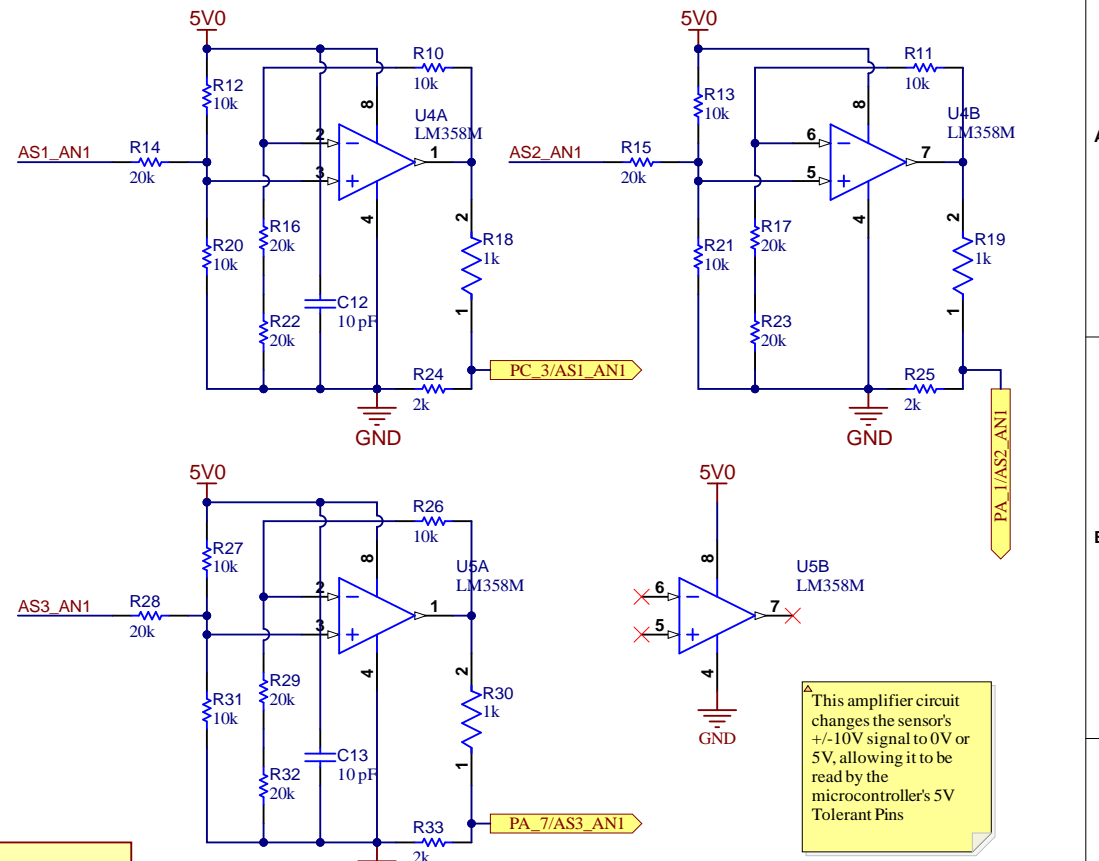 5V0
R10
10k
R12
10k
8
U4A
LM358M
AS1_AN1
R14
20k
2
3
1
4
R16
20k
R20
10k
2
R18
1k
1
C12
10 pF
R22
20k
R24
2k
PC_3/AS1_AN1
GND
5V0
R11
10k
R13
10k
8
U4B
LM358M
AS2_AN1
R15
20k
6
5
7
4
R17
20k
R21
10k
2
R19
1k
1
R23
20k
R25
2k
GND
PA_1/AS2_AN1
5V0
R26
10k
R27
10k
8
U5A
LM358M
AS3_AN1
R28
20k
2
3
1
4
R29
20k
R31
10k
2
R30
1k
1
C13
10 pF
R32
20k
R33
2k
PA_7/AS3_AN1
5V0
8
U5B
LM358M
6
5
7
4
GND
This amplifier circuit
changes the sensor's
+/-10V signal to 0V or
5V, allowing it to be
read by the
microcontroller's 5V
Tolerant Pins
A